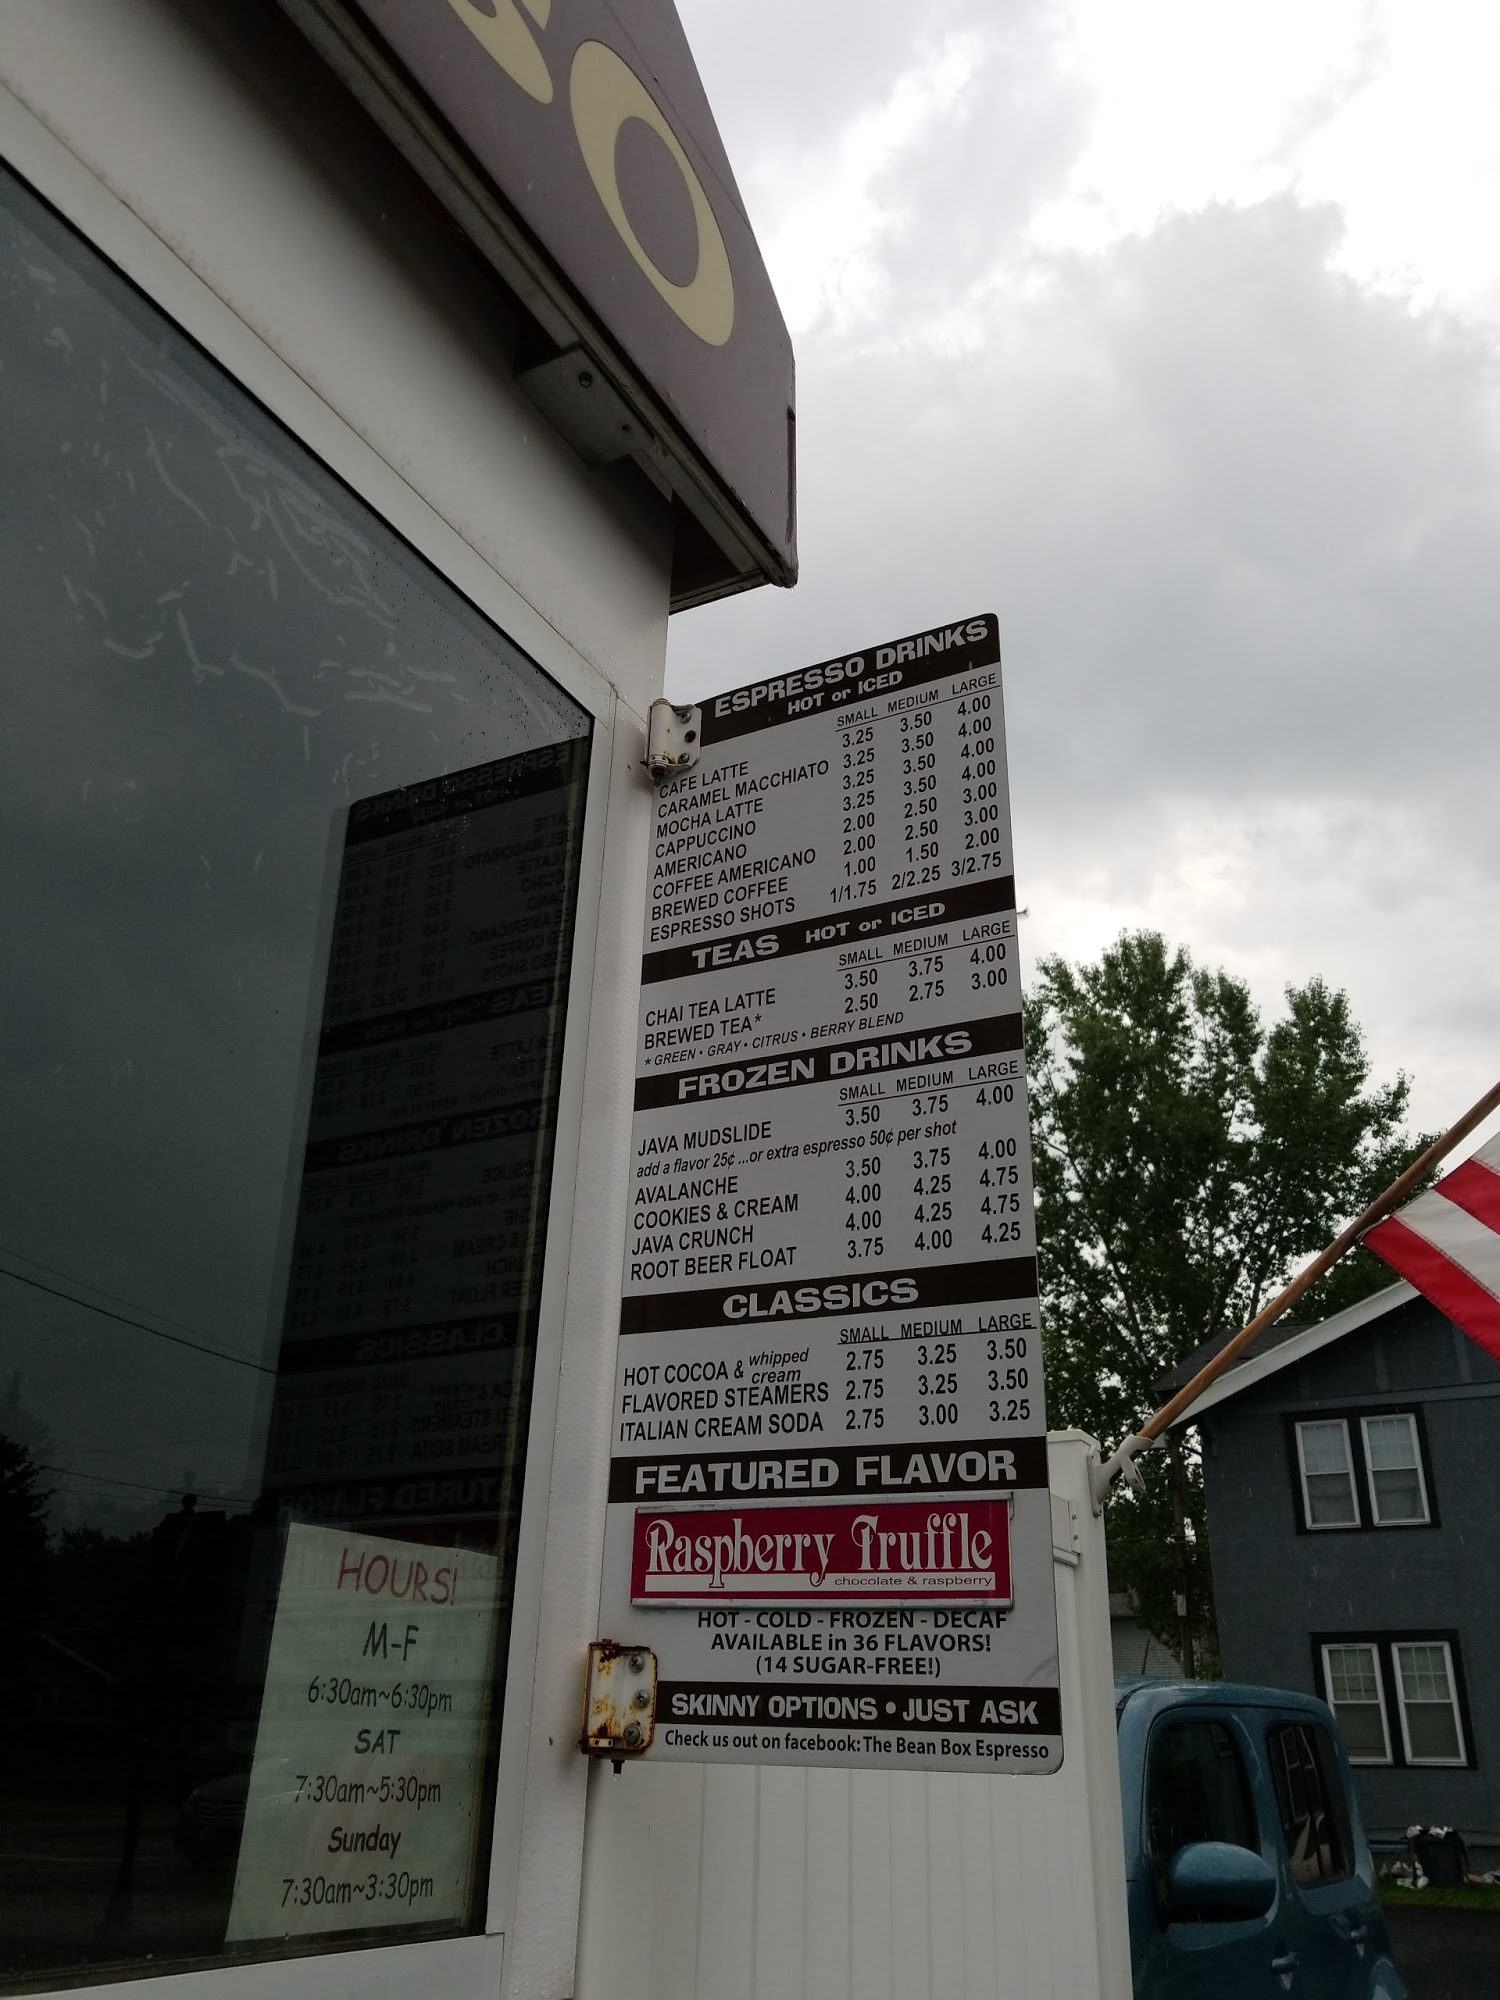 O
ESPRESSO DRINKS
HOT or ICED
SMALL MEDIUM LARGE
CAFE LATTE 3.25 3.50 4.00
CARAMEL MACCHIATO 3.25 3.50 4.00
MOCHA LATTE 3.25 3.50 4.00
CAPPUCCINO 3.25 3.50 4.00
AMERICANO 2.00 2.50 3.00
COFFEE AMERICANO 2.00 2.50 3.00
BREWED COFFEE 1.00 1.50 2.00
ESPRESSO SHOTS 1/1.75 2/2.25 3/2.75
TEAS HOT or ICED
SMALL MEDIUM LARGE
CHAI TEA LATTE 3.50 3.75 4.00
BREWED TEA* 2.50 2.75 3.00
* GREEN • GRAY • CITRUS • BERRY BLEND
FROZEN DRINKS
SMALL MEDIUM LARGE
JAVA MUDSLIDE 3.50 3.75 4.00
add a flavor 25¢ ...or extra espresso 50¢ per shot
AVALANCHE 3.50 3.75 4.00
COOKIES & CREAM 4.00 4.25 4.75
JAVA CRUNCH 4.00 4.25 4.75
ROOT BEER FLOAT 3.75 4.00 4.25
CLASSICS
SMALL MEDIUM LARGE
HOT COCOA & whipped cream 2.75 3.25 3.50
FLAVORED STEAMERS 2.75 3.25 3.50
ITALIAN CREAM SODA 2.75 3.00 3.25
FEATURED FLAVOR
Raspberry Truffle
chocolate & raspberry
HOT - COLD - FROZEN - DECAF
AVAILABLE in 36 FLAVORS!
(14 SUGAR-FREE!)
SKINNY OPTIONS • JUST ASK
Check us out on facebook: The Bean Box Espresso
HOURS!
M-F
6:30am~6:30pm
SAT
7:30am~5:30pm
Sunday
7:30am~3:30pm